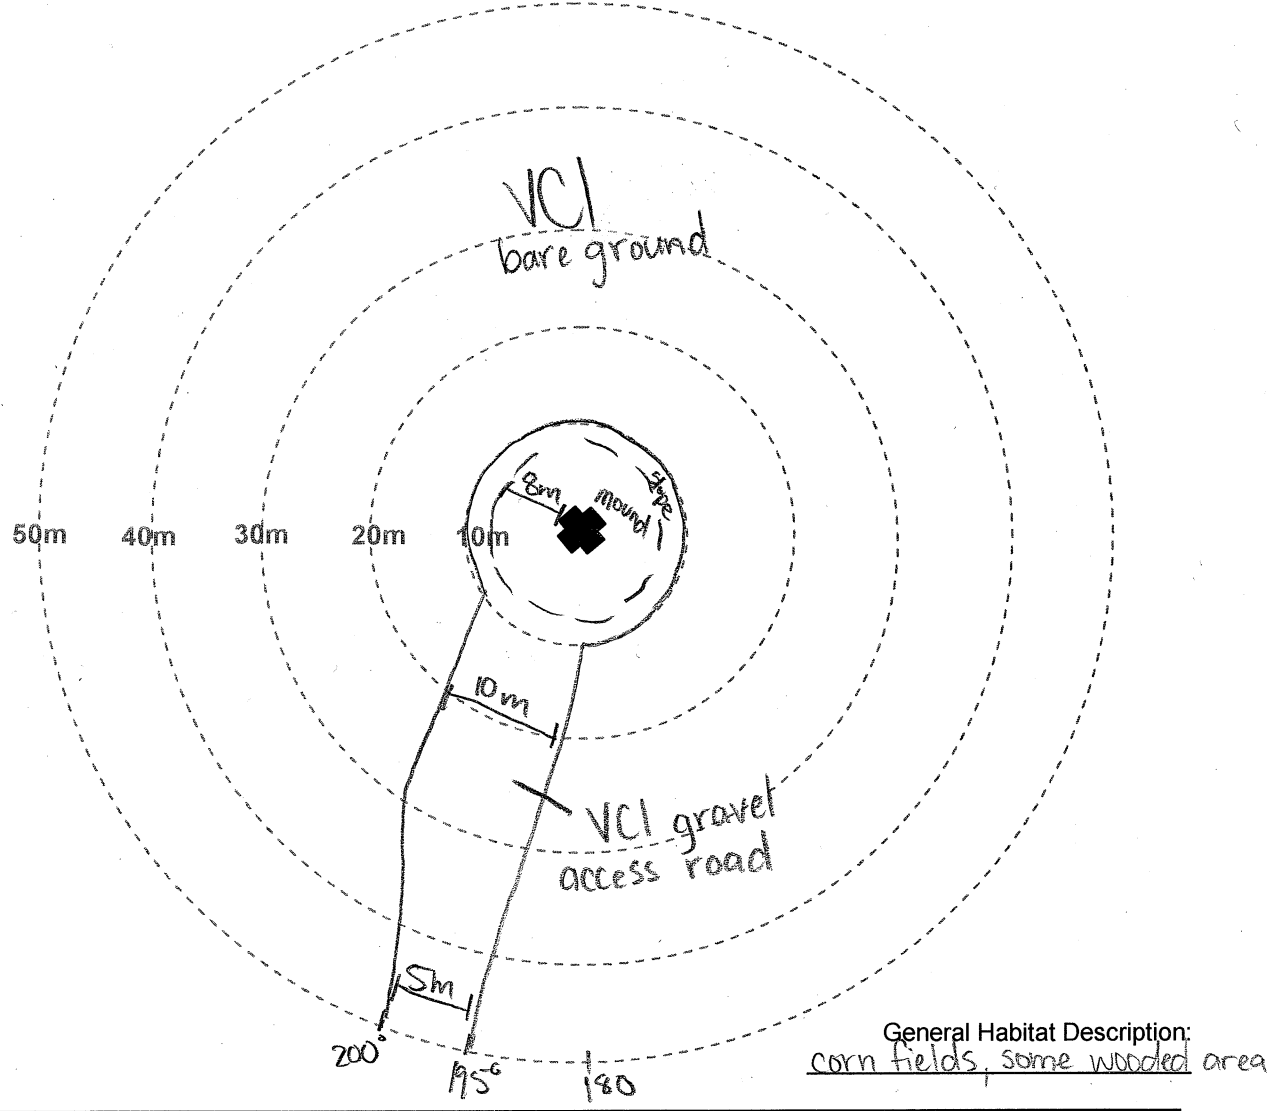 VCI
bare ground
8m
mound
slope
50m 40m 30m 20m 10m
10m
VCI gravel
access road
5m
200°
195°
180
General Habitat Description:
corn fields, some wooded area